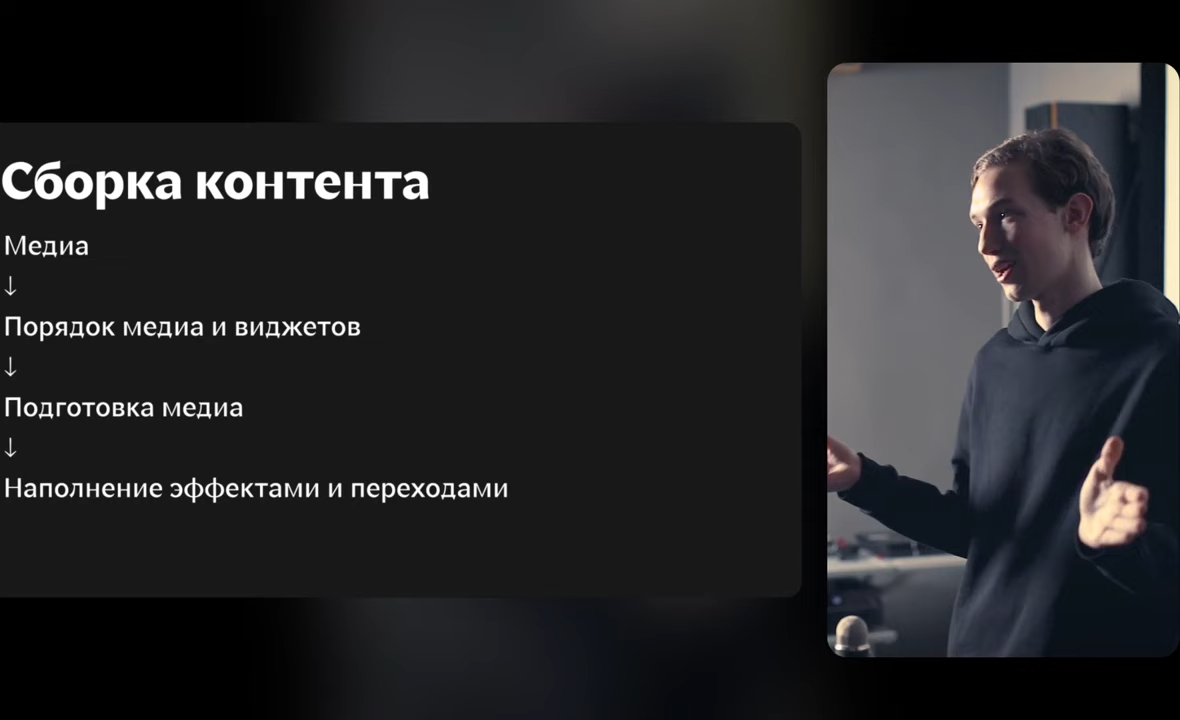 Сборка контента
Медиа
↓
Порядок медиа и виджетов
↓
Подготовка медиа
↓
Наполнение эффектами и переходами